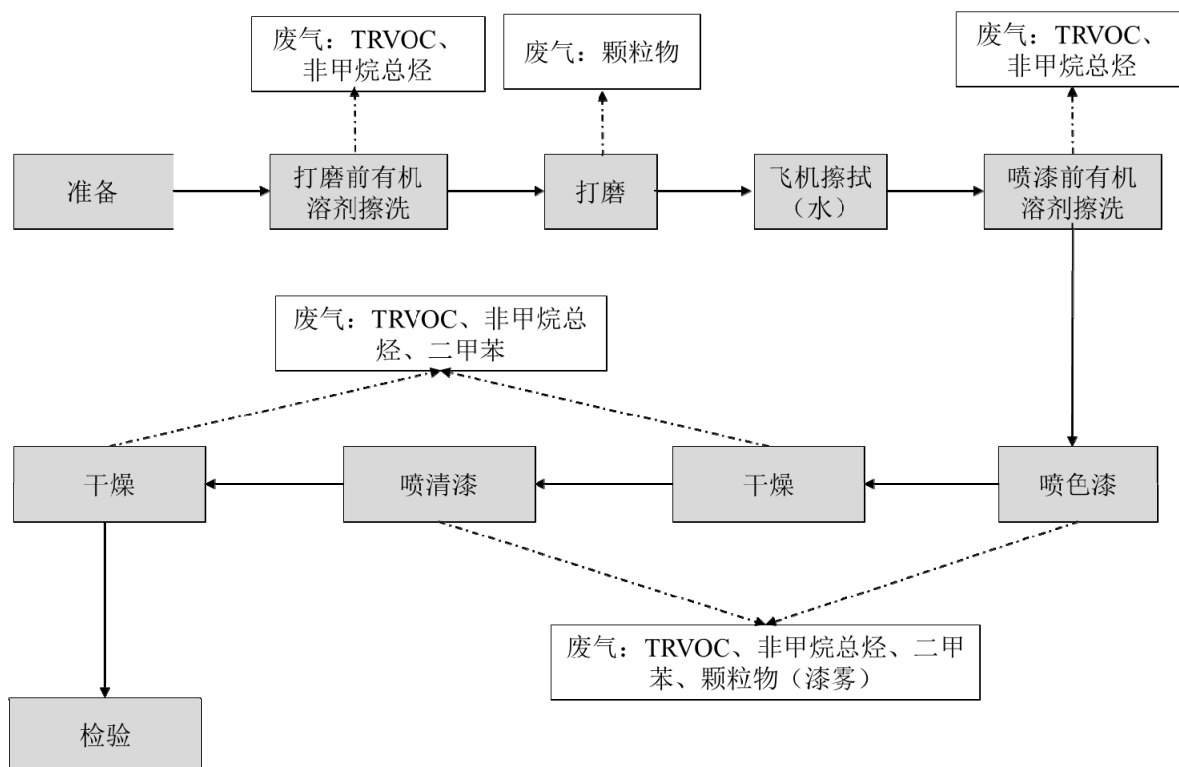 废气：TRVOC、
非甲烷总烃
废气：颗粒物
废气：TRVOC、
非甲烷总烃
准备
打磨前有机
溶剂擦洗
打磨
飞机擦拭
（水）
喷漆前有机
溶剂擦洗
废气：TRVOC、非甲烷总
烃、二甲苯
干燥
喷清漆
干燥
喷色漆
废气：TRVOC、非甲烷总烃、二甲
苯、颗粒物（漆雾）
检验